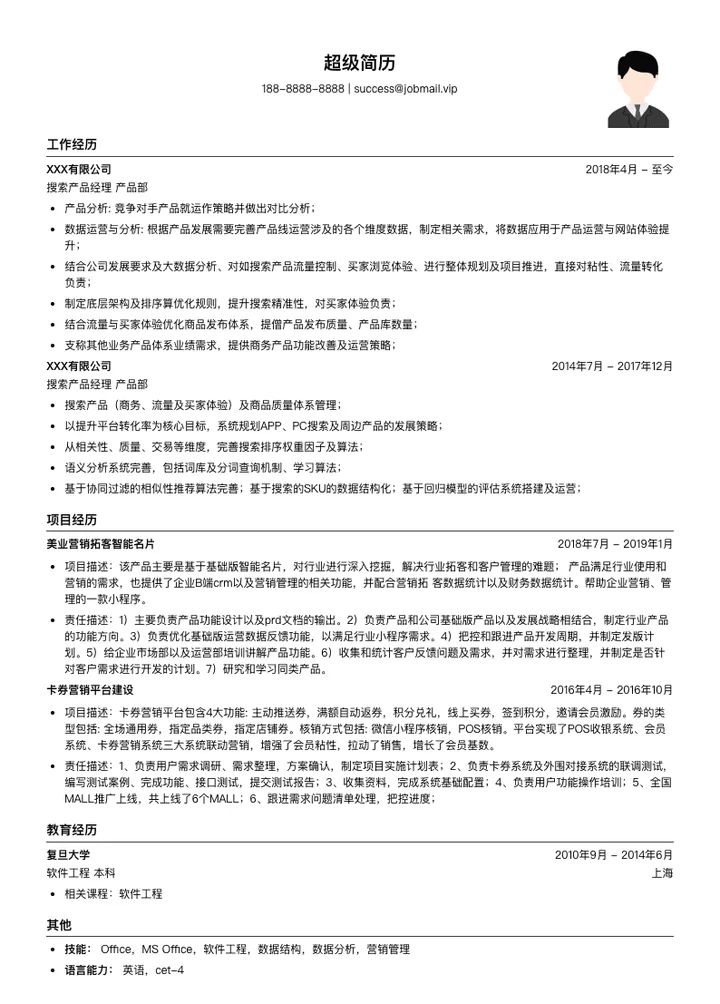 超级简历
188-8888-8888 | success@jobmail.vip
工作经历
XXX有限公司 2018年4月 – 至今
搜索产品经理 产品部
• 产品分析: 竞争对手产品就运作策略并做出对比分析；
• 数据运营与分析: 根据产品发展需要完善产品线运营涉及的各个维度数据，制定相关需求，将数据应用于产品运营与网站体验提
升；
• 结合公司发展要求及大数据分析、对如搜索产品流量控制、买家浏览体验、进行整体规划及项目推进，直接对粘性、流量转化
负责；
• 制定底层架构及排序算优化规则，提升搜索精准性，对买家体验负责；
• 结合流量与买家体验优化商品发布体系，提僧产品发布质量、产品库数量；
• 支称其他业务产品体系业绩需求，提供商务产品功能改善及运营策略；
XXX有限公司 2014年7月 – 2017年12月
搜索产品经理 产品部
• 搜索产品（商务、流量及买家体验）及商品质量体系管理；
• 以提升平台转化率为核心目标，系统规划APP、PC搜索及周边产品的发展策略；
• 从相关性、质量、交易等维度，完善搜索排序权重因子及算法；
• 语义分析系统完善，包括词库及分词查询机制、学习算法；
• 基于协同过滤的相似性推荐算法完善；基于搜索的SKU的数据结构化；基于回归模型的评估系统搭建及运营；
项目经历
美业营销拓客智能名片 2018年7月 – 2019年1月
• 项目描述：该产品主要是基于基础版智能名片，对行业进行深入挖掘，解决行业拓客和客户管理的难题； 产品满足行业使用和
营销的需求，也提供了企业B端crm以及营销管理的相关功能，并配合营销拓 客数据统计以及财务数据统计。帮助企业营销、管
理的一款小程序。
• 责任描述：1）主要负责产品功能设计以及prd文档的输出。2）负责产品和公司基础版产品以及发展战略相结合，制定行业产品
的功能方向。3）负责优化基础版运营数据反馈功能，以满足行业小程序需求。4）把控和跟进产品开发周期，并制定发版计
划。5）给企业市场部以及运营部培训讲解产品功能。6）收集和统计客户反馈问题及需求，并对需求进行整理，并制定是否针
对客户需求进行开发的计划。7）研究和学习同类产品。
卡券营销平台建设 2016年4月 – 2016年10月
• 项目描述：卡券营销平台包含4大功能: 主动推送券，满额自动返券，积分兑礼，线上买券，签到积分，邀请会员激励。券的类
型包括: 全场通用券，指定品类券，指定店铺券。核销方式包括: 微信小程序核销，POS核销。平台实现了POS收银系统、会员
系统、卡券营销系统三大系统联动营销，增强了会员粘性，拉动了销售，增长了会员基数。
• 责任描述：1、负责用户需求调研、需求整理，方案确认，制定项目实施计划表；2、负责卡券系统及外围对接系统的联调测试，
编写测试案例、完成功能、接口测试，提交测试报告；3、收集资料，完成系统基础配置；4、负责用户功能操作培训；5、全国
MALL推广上线，共上线了6个MALL；6、跟进需求问题清单处理，把控进度；
教育经历
复旦大学 2010年9月 – 2014年6月
软件工程 本科 上海
• 相关课程：软件工程
其他
• 技能： Office，MS Office，软件工程，数据结构，数据分析，营销管理
• 语言能力： 英语，cet-4